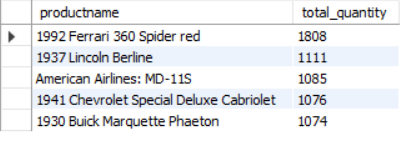 productname total_quantity
1992 Ferrari 360 Spider red 1808
1937 Lincoln Berline 1111
American Airlines: MD-11S 1085
1941 Chevrolet Special Deluxe Cabriolet 1076
1930 Buick Marquette Phaeton 1074